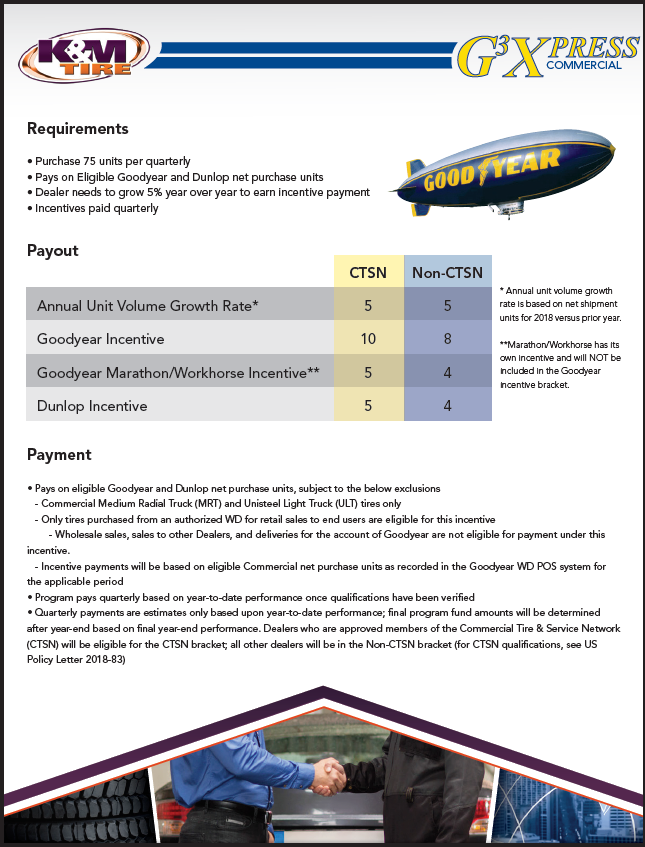 K&M
TIRE
G3XPRESS
COMMERCIAL
Requirements
• Purchase 75 units per quarterly
• Pays on Eligible Goodyear and Dunlop net purchase units
• Dealer needs to grow 5% year over year to earn incentive payment
• Incentives paid quarterly
GOODYEAR
Payout
CTSN Non-CTSN
Annual Unit Volume Growth Rate* 5 5
Goodyear Incentive 10 8
Goodyear Marathon/Workhorse Incentive** 5 4
Dunlop Incentive 5 4
* Annual unit volume growth
rate is based on net shipment
units for 2018 versus prior year.
**Marathon/Workhorse has its
own incentive and will NOT be
included in the Goodyear
incentive bracket.
Payment
• Pays on eligible Goodyear and Dunlop net purchase units, subject to the below exclusions
- Commercial Medium Radial Truck (MRT) and Unisteel Light Truck (ULT) tires only
- Only tires purchased from an authorized WD for retail sales to end users are eligible for this incentive
- Wholesale sales, sales to other Dealers, and deliveries for the account of Goodyear are not eligible for payment under this
incentive.
- Incentive payments will be based on eligible Commercial net purchase units as recorded in the Goodyear WD POS system for
the applicable period
• Program pays quarterly based on year-to-date performance once qualifications have been verified
• Quarterly payments are estimates only based upon year-to-date performance; final program fund amounts will be determined
after year-end based on final year-end performance. Dealers who are approved members of the Commercial Tire & Service Network
(CTSN) will be eligible for the CTSN bracket; all other dealers will be in the Non-CTSN bracket (for CTSN qualifications, see US
Policy Letter 2018-83)